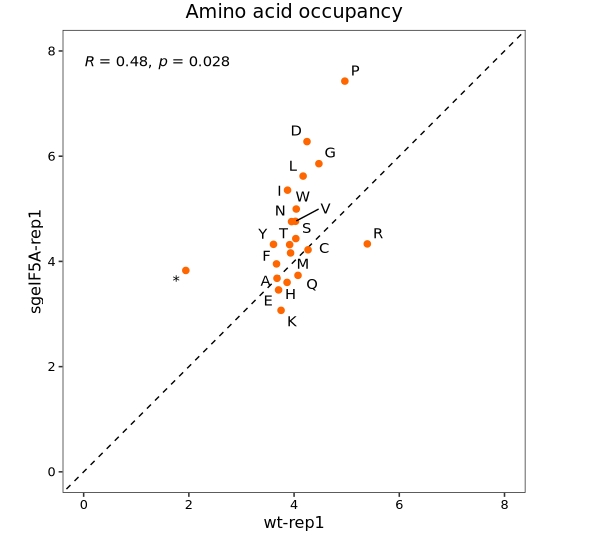 Amino acid occupancy
R = 0.48, p = 0.028
P
D
G
L
I
W
N
V
S
Y
T
R
C
F
M
*
A
Q
H
E
K
8
6
4
2
0
0
2
4
6
8
sgeIF5A-rep1
wt-rep1